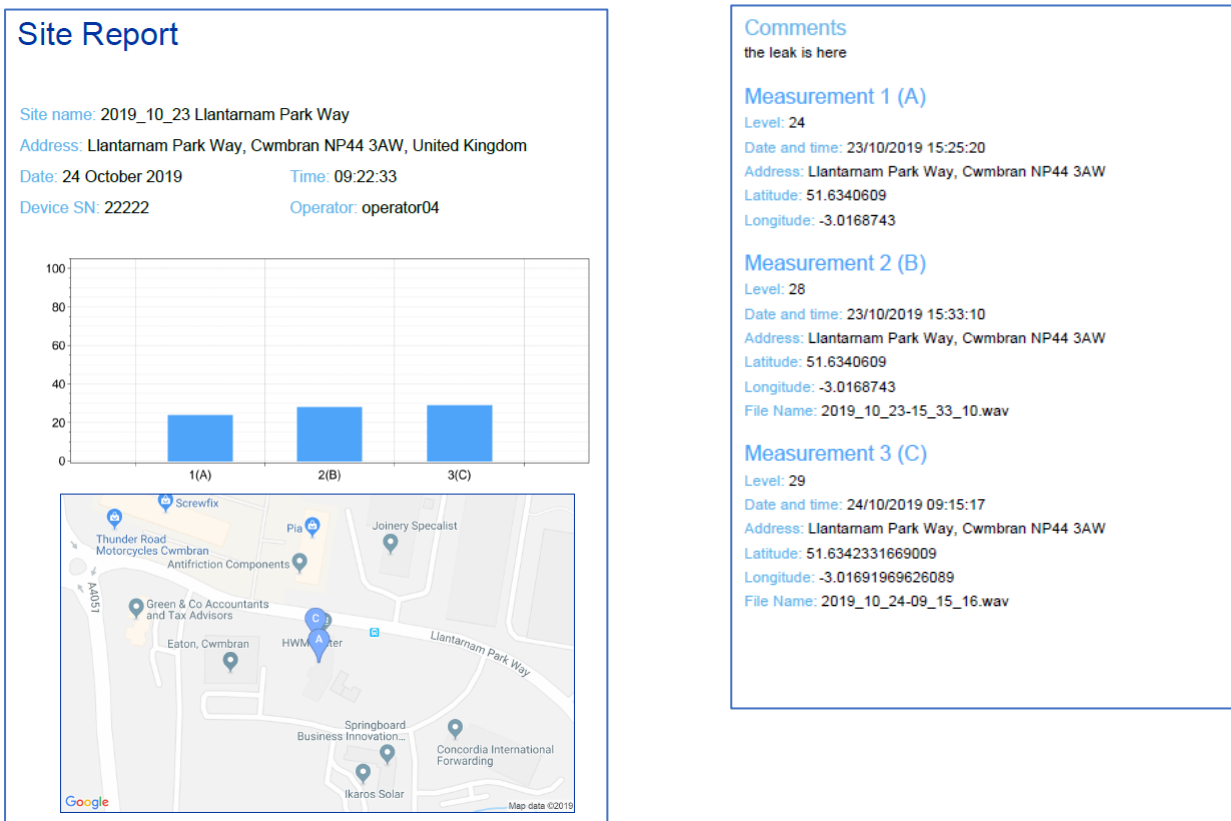 Site Report
Site name: 2019_10_23 Llantarnam Park Way
Address: Llantarnam Park Way, Cwmbran NP44 3AW, United Kingdom
Date: 24 October 2019 Time: 09:22:33
Device SN: 22222 Operator: operator04
100
80
60
40
20
0
1(A) 2(B) 3(C)
Screwfix
Thunder Road
Motorcycles Cwmbran
Pia
Joinery Specalist
Antifriction Components
A4051
Green & Co Accountants
and Tax Advisors
C
Eaton, Cwmbran
HWM
ter
A
Llantarnam Park Way
Springboard
Business Innovation...
Concordia International
Forwarding
Ikaros Solar
Google
Map data ©2019
Comments
the leak is here
Measurement 1 (A)
Level: 24
Date and time: 23/10/2019 15:25:20
Address: Llantarnam Park Way, Cwmbran NP44 3AW
Latitude: 51.6340609
Longitude: -3.0168743
Measurement 2 (B)
Level: 28
Date and time: 23/10/2019 15:33:10
Address: Llantarnam Park Way, Cwmbran NP44 3AW
Latitude: 51.6340609
Longitude: -3.0168743
File Name: 2019_10_23-15_33_10.wav
Measurement 3 (C)
Level: 29
Date and time: 24/10/2019 09:15:17
Address: Llantarnam Park Way, Cwmbran NP44 3AW
Latitude: 51.6342331669009
Longitude: -3.01691969626089
File Name: 2019_10_24-09_15_16.wav